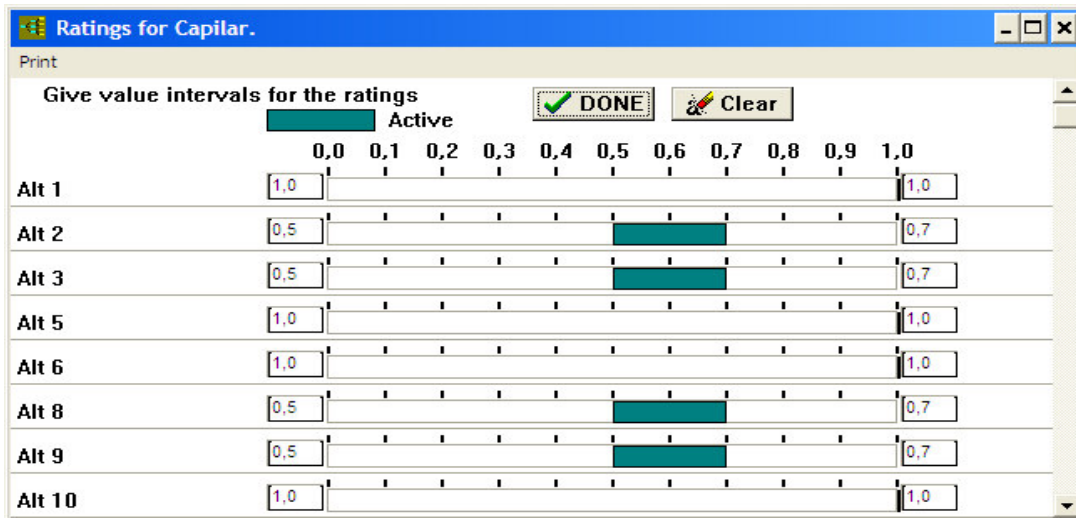 Ratings for Capilar.
Print
Give value intervals for the ratings
DONE
Clear
Active
0,0 0,1 0,2 0,3 0,4 0,5 0,6 0,7 0,8 0,9 1,0
Alt 1 1,0 1,0
Alt 2 0,5 0,7
Alt 3 0,5 0,7
Alt 5 1,0 1,0
Alt 6 1,0 1,0
Alt 8 0,5 0,7
Alt 9 0,5 0,7
Alt 10 1,0 1,0